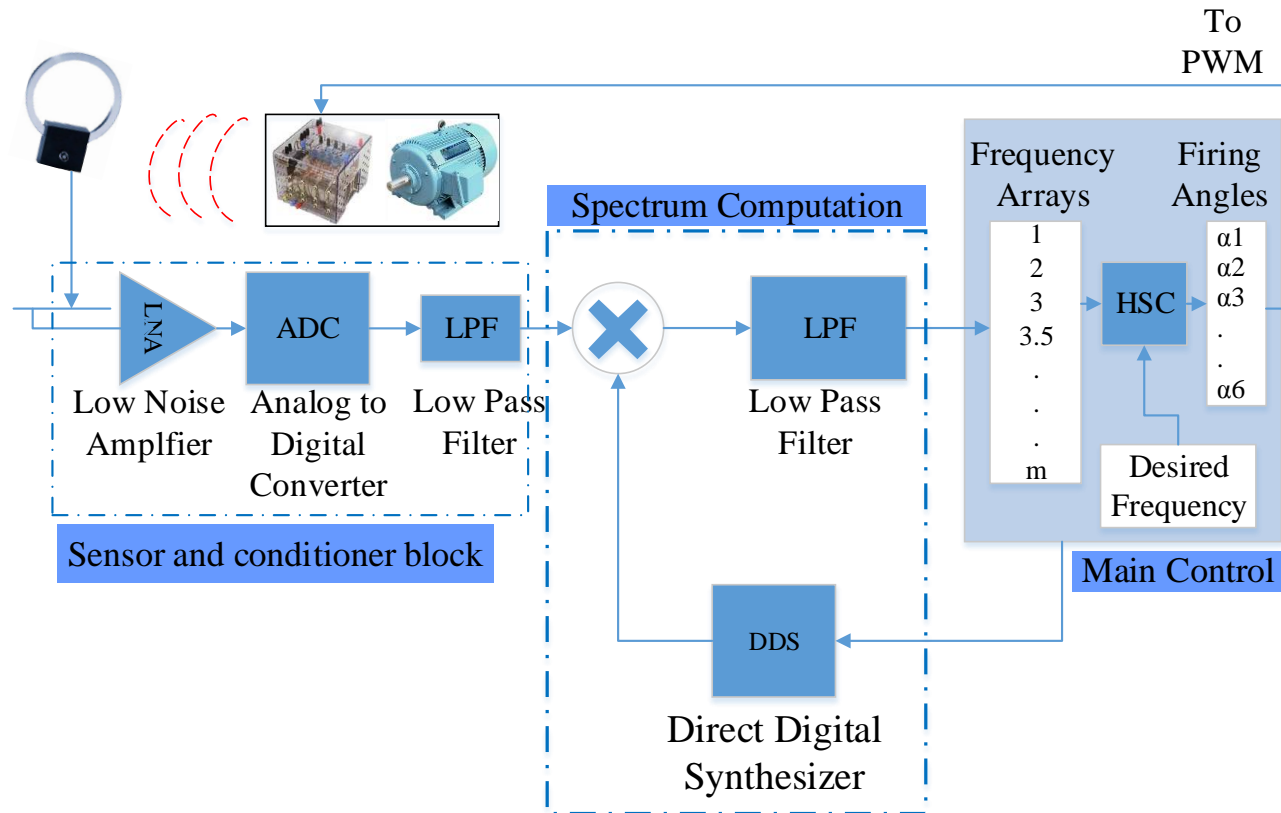 To
PWM
Frequency
Arrays
Firing
Angles
Spectrum Computation
1
2
3
3.5
.
.
.
m
HSC
α1
α2
α3
.
.
α6
Desired
Frequency
Main Control
LNA
ADC
LPF
Low Noise
Amplfier
Analog to
Digital
Converter
Low Pass
Filter
Sensor and conditioner block
LPF
Low Pass
Filter
DDS
Direct Digital
Synthesizer